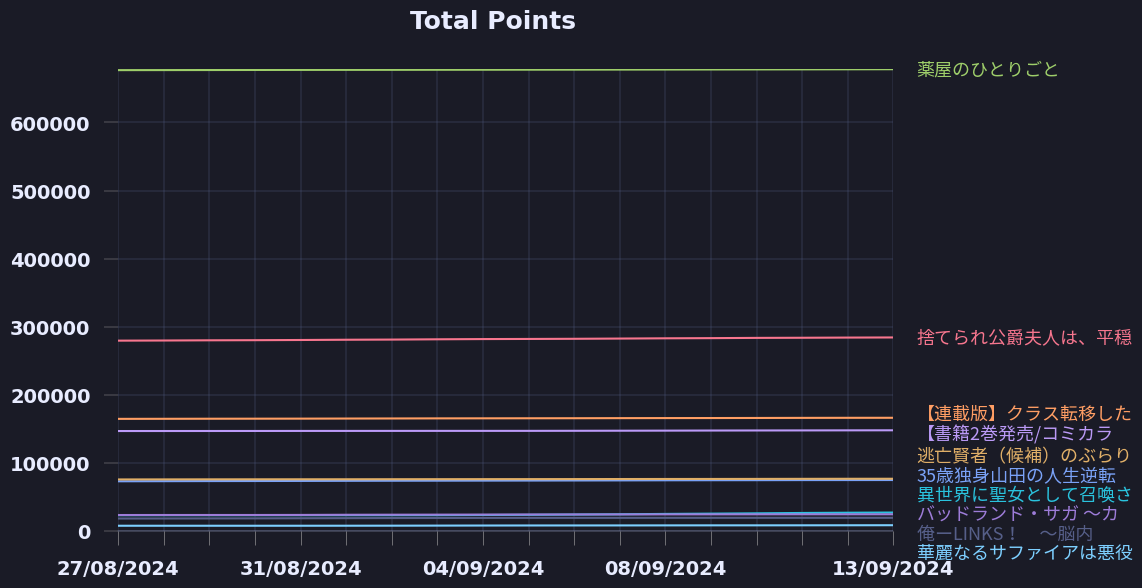 Total Points
600000
500000
400000
300000
200000
100000
0
27/08/2024
31/08/2024
04/09/2024
08/09/2024
13/09/2024
薬屋のひとりごと
捨てられ公爵夫人は、平穏
【連載版】クラス転移した
【書籍2巻発売/コミカラ
逃亡賢者（候補）のぶらり
35歳独身山田の人生逆転
異世界に聖女として召喚さ
バッドランド・サガ ～カ
俺ーLINKS！　～脳内
華麗なるサファイアは悪役